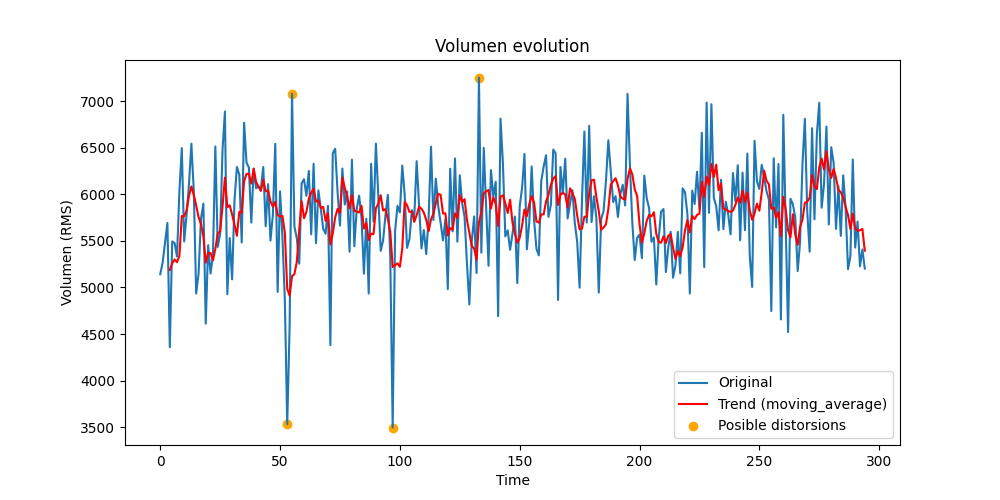 Volumen evolution
Volumen (RMS)
7000
6500
6000
5500
5000
4500
4000
3500
0 50 100 150 200 250 300
Time
Original
Trend (moving_average)
Posible distorsions